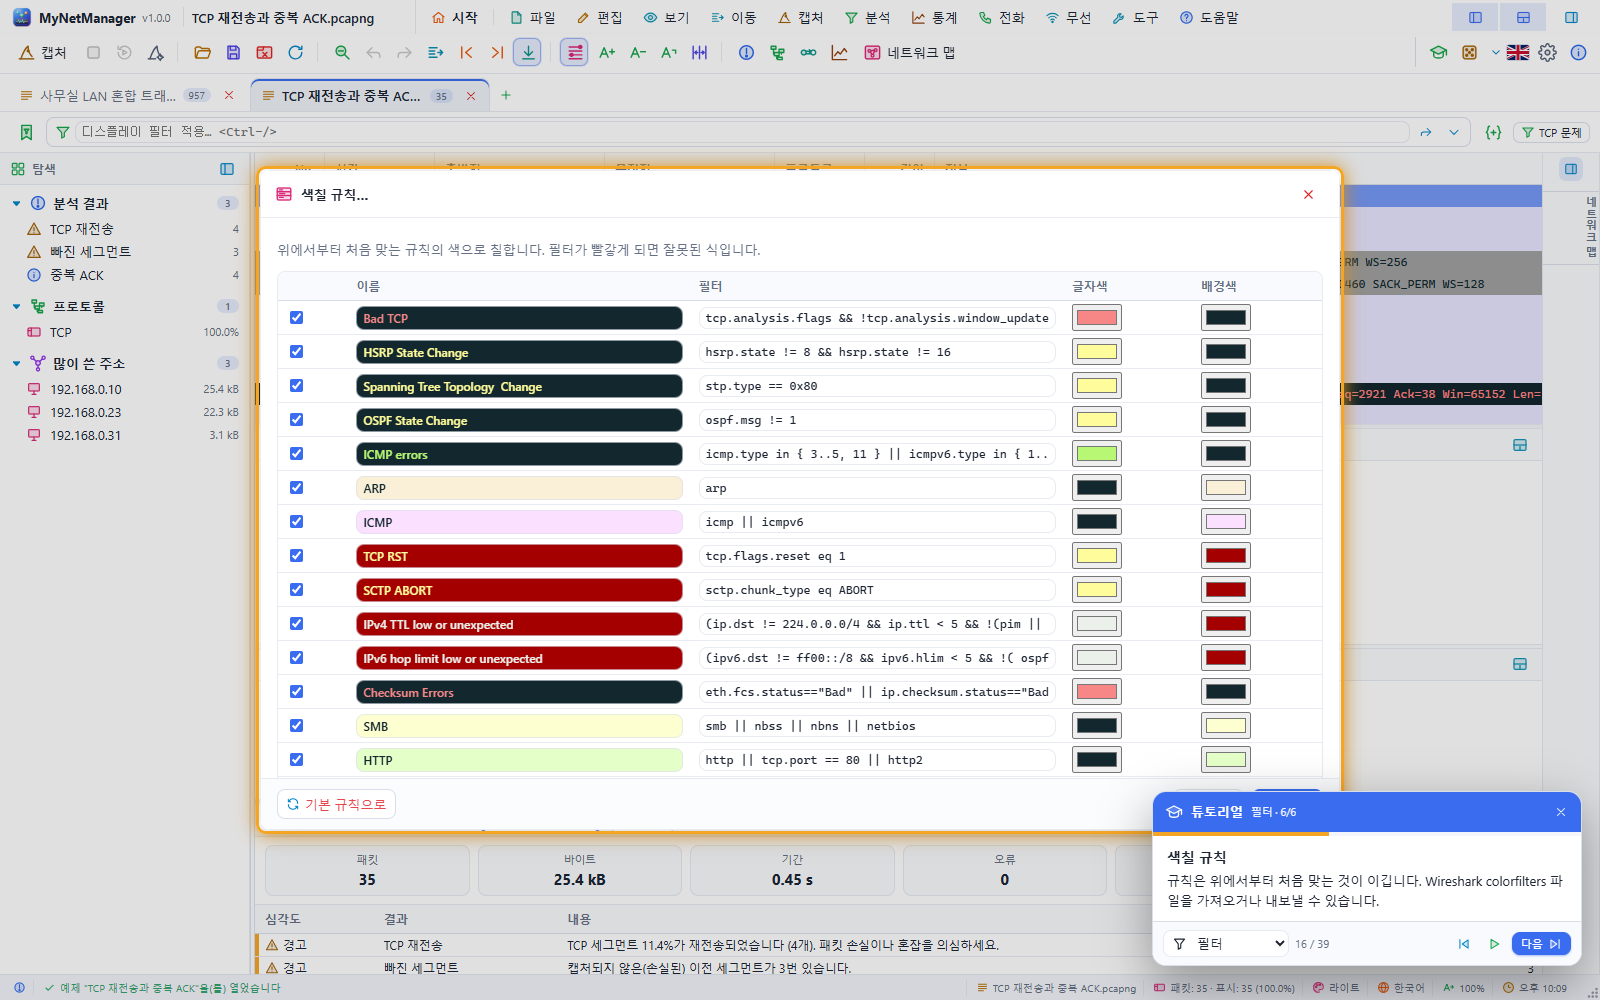 MyNetManager v1.0.0 TCP 재전송과 중복 ACK.pcapng 시작 파일 편집 보기 이동 캡처 분석 통계 전화 무선 도구 도움말
캡처 네트워크 맵
사무실 LAN 혼합 트래... 957 TCP 재전송과 중복 AC... 35
디스플레이 필터 적용… <Ctrl-/> TCP 문제
탐색
분석 결과 3
TCP 재전송 4
빠진 세그먼트 3
중복 ACK 4
프로토콜 1
TCP 100.0%
많이 쓴 주소 3
192.168.0.10 25.4 kB
192.168.0.23 22.3 kB
192.168.0.31 3.1 kB
네트워크 맵
RM WS=256
460 SACK_PERM WS=128
q=2921 Ack=38 Win=65152 Len=
색칠 규칙...
위에서부터 처음 맞는 규칙의 색으로 칠합니다. 필터가 빨갛게 되면 잘못된 식입니다.
이름 필터 글자색 배경색
Bad TCP tcp.analysis.flags && !tcp.analysis.window_update
HSRP State Change hsrp.state != 8 && hsrp.state != 16
Spanning Tree Topology  Change stp.type == 0x80
OSPF State Change ospf.msg != 1
ICMP errors icmp.type in { 3..5, 11 } || icmpv6.type in { 1..
ARP arp
ICMP icmp || icmpv6
TCP RST tcp.flags.reset eq 1
SCTP ABORT sctp.chunk_type eq ABORT
IPv4 TTL low or unexpected (ip.dst != 224.0.0.0/4 && ip.ttl < 5 && !(pim ||
IPv6 hop limit low or unexpected (ipv6.dst != ff00::/8 && ipv6.hlim < 5 && !( ospf
Checksum Errors eth.fcs.status=="Bad" || ip.checksum.status=="Bad
SMB smb || nbss || nbns || netbios
HTTP http || tcp.port == 80 || http2
기본 규칙으로
패킷 바이트 기간 오류
35 25.4 kB 0.45 s 0
심각도 결과 내용
경고 TCP 재전송 TCP 세그먼트 11.4%가 재전송되었습니다 (4개). 패킷 손실이나 혼잡을 의심하세요.
경고 빠진 세그먼트 캡처되지 않은(손실된) 이전 세그먼트가 3번 있습니다. 3
튜토리얼 필터 · 6/6
색칠 규칙
규칙은 위에서부터 처음 맞는 것이 이깁니다. Wireshark colorfilters 파
일을 가져오거나 내보낼 수 있습니다.
필터 16 / 39 다음
예제 "TCP 재전송과 중복 ACK"을(를) 열었습니다 TCP 재전송과 중복 ACK.pcapng 패킷: 35 · 표시: 35 (100.0%) 라이트 한국어 100% 오후 10:09